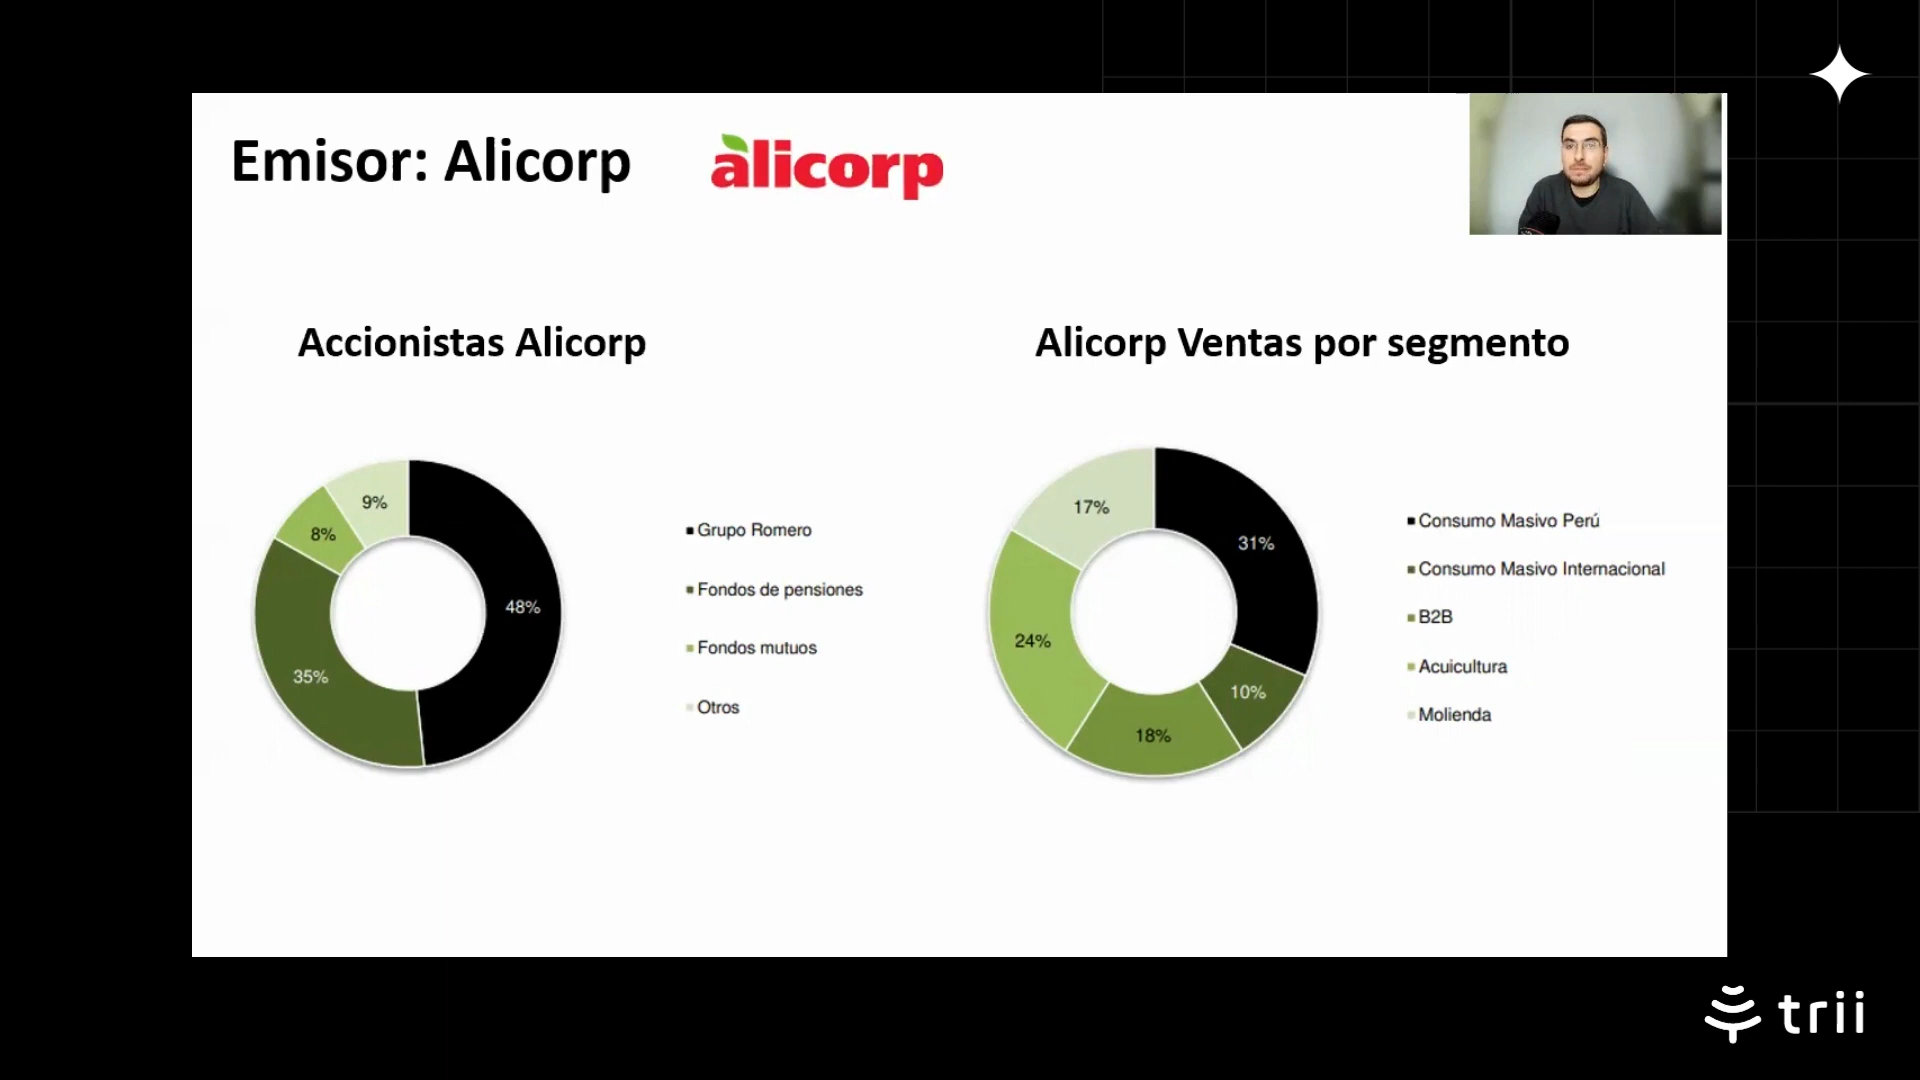 Emisor: Alicorp
alicorp
Accionistas Alicorp
9%
8%
48%
35%
Grupo Romero
Fondos de pensiones
Fondos mutuos
Otros
Alicorp Ventas por segmento
17%
31%
24%
10%
18%
Consumo Masivo Perú
Consumo Masivo Internacional
B2B
Acuicultura
Molienda
trii